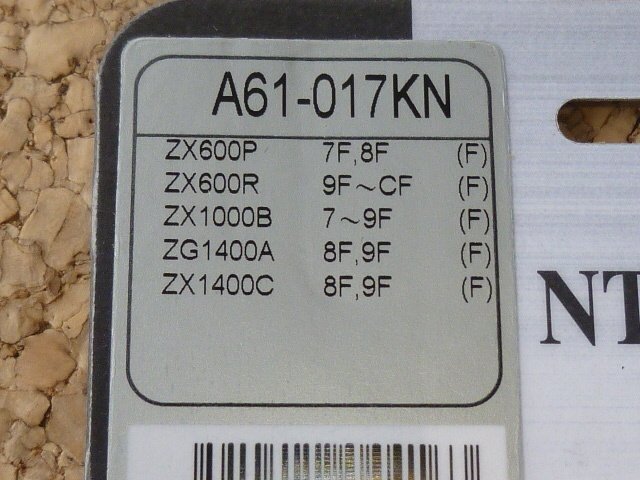 A61-017KN
ZX600P 7F,8F (F)
ZX600R 9F～CF (F)
ZX1000B 7～9F (F)
ZG1400A 8F,9F (F)
ZX1400C 8F,9F (F)
NT